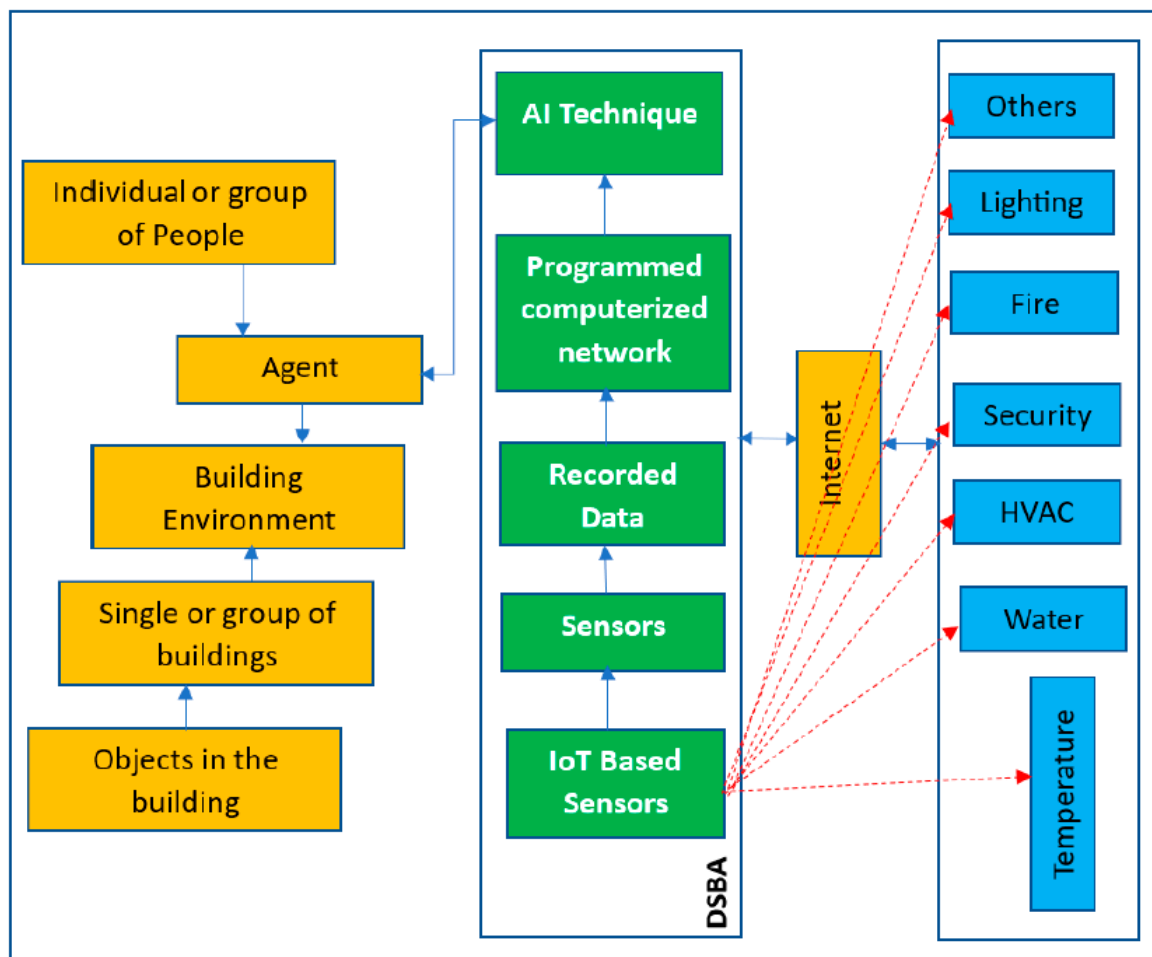 Individual or group
of People
Agent
Building
Environment
Single or group of
buildings
Objects in the
building
AI Technique
Programmed
computerized
network
Recorded
Data
Sensors
IoT Based
Sensors
DSBA
Internet
Others
Lighting
Fire
Security
HVAC
Water
Temperature